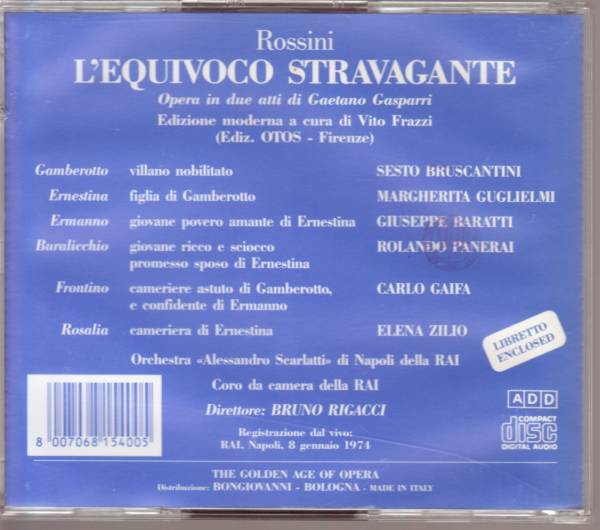 Rossini
L'EQUIVOCO STRAVAGANTE
Opera in due atti di Gaetano Gasparri
Edizione moderna a cura di Vito Frazzi
(Ediz. OTOS - Firenze)
Gamberotto villano nobilitato SESTO BRUSCANTINI
Ernestina figlia di Gamberotto MARGHERITA GUGLIELMI
Ermanno giovane povero amante di Ernestina GIUSEPPE BARATTI
Buralicchio giovane ricco e sciocco ROLANDO PANERAI
promesso sposo di Ernestina
Frontino cameriere astuto di Gamberotto, CARLO GAIFA
e confidente di Ermanno
Rosalia cameriera di Ernestina ELENA ZILIO
LIBRETTO
ENCLOSED
Orchestra «Alessandro Scarlatti» di Napoli della RAI
Coro da camera della RAI
Direttore: BRUNO RIGACCI
Registrazione dal vivo:
RAI, Napoli, 8 gennaio 1974
8 007068 154005
ADD
COMPACT
disc
DIGITAL AUDIO
THE GOLDEN AGE OF OPERA
Distribuzione: BONGIOVANNI - BOLOGNA - MADE IN ITALY